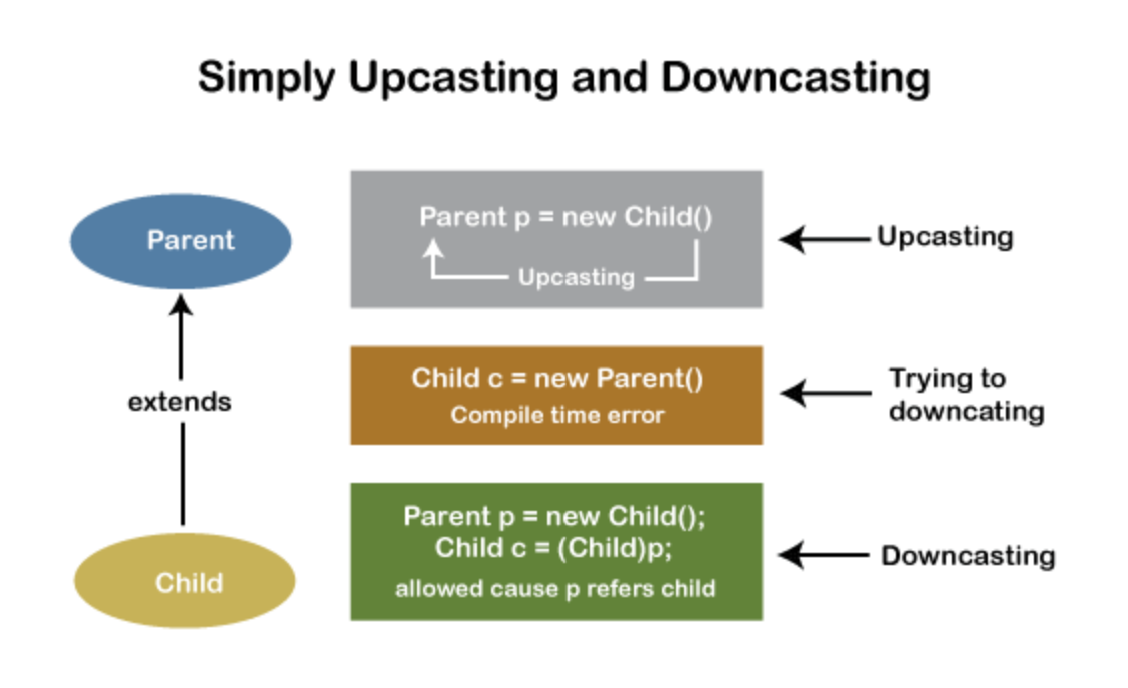 Simply Upcasting and Downcasting
Parent
extends
Child
Parent p = new Child()
Upcasting
Upcasting
Child c = new Parent()
Compile time error
Trying to
downcating
Parent p = new Child();
Child c = (Child)p;
allowed cause p refers child
Downcasting